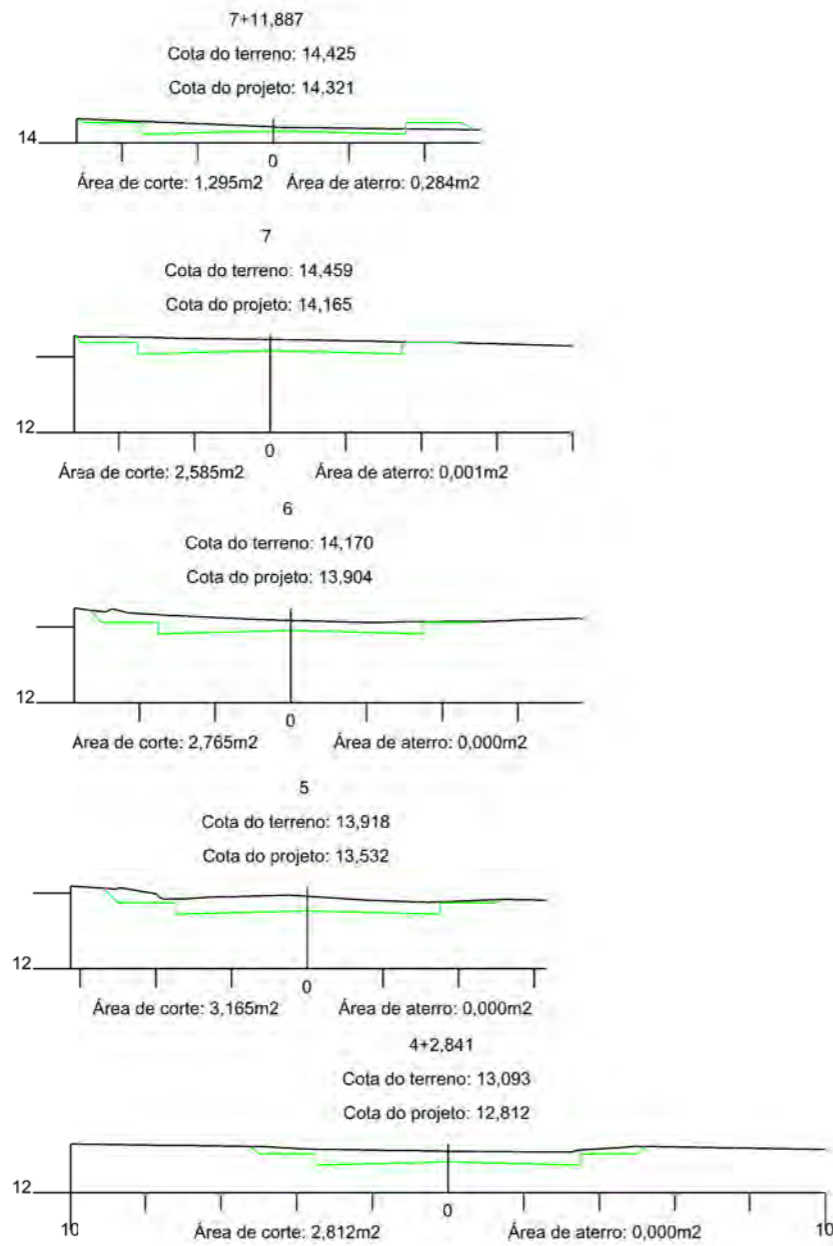 7+11,887
Cota do terreno: 14,425
Cota do projeto: 14,321
14
0
Área de corte: 1,295m2 Área de aterro: 0,284m2
7
Cota do terreno: 14,459
Cota do projeto: 14,165
12
0
Área de corte: 2,585m2 Área de aterro: 0,001m2
6
Cota do terreno: 14,170
Cota do projeto: 13,904
12
0
Área de corte: 2,765m2 Área de aterro: 0,000m2
5
Cota do terreno: 13,918
Cota do projeto: 13,532
12
0
Área de corte: 3,165m2 Área de aterro: 0,000m2
4+2,841
Cota do terreno: 13,093
Cota do projeto: 12,812
12
10 0 10
Área de corte: 2,812m2 Área de aterro: 0,000m2